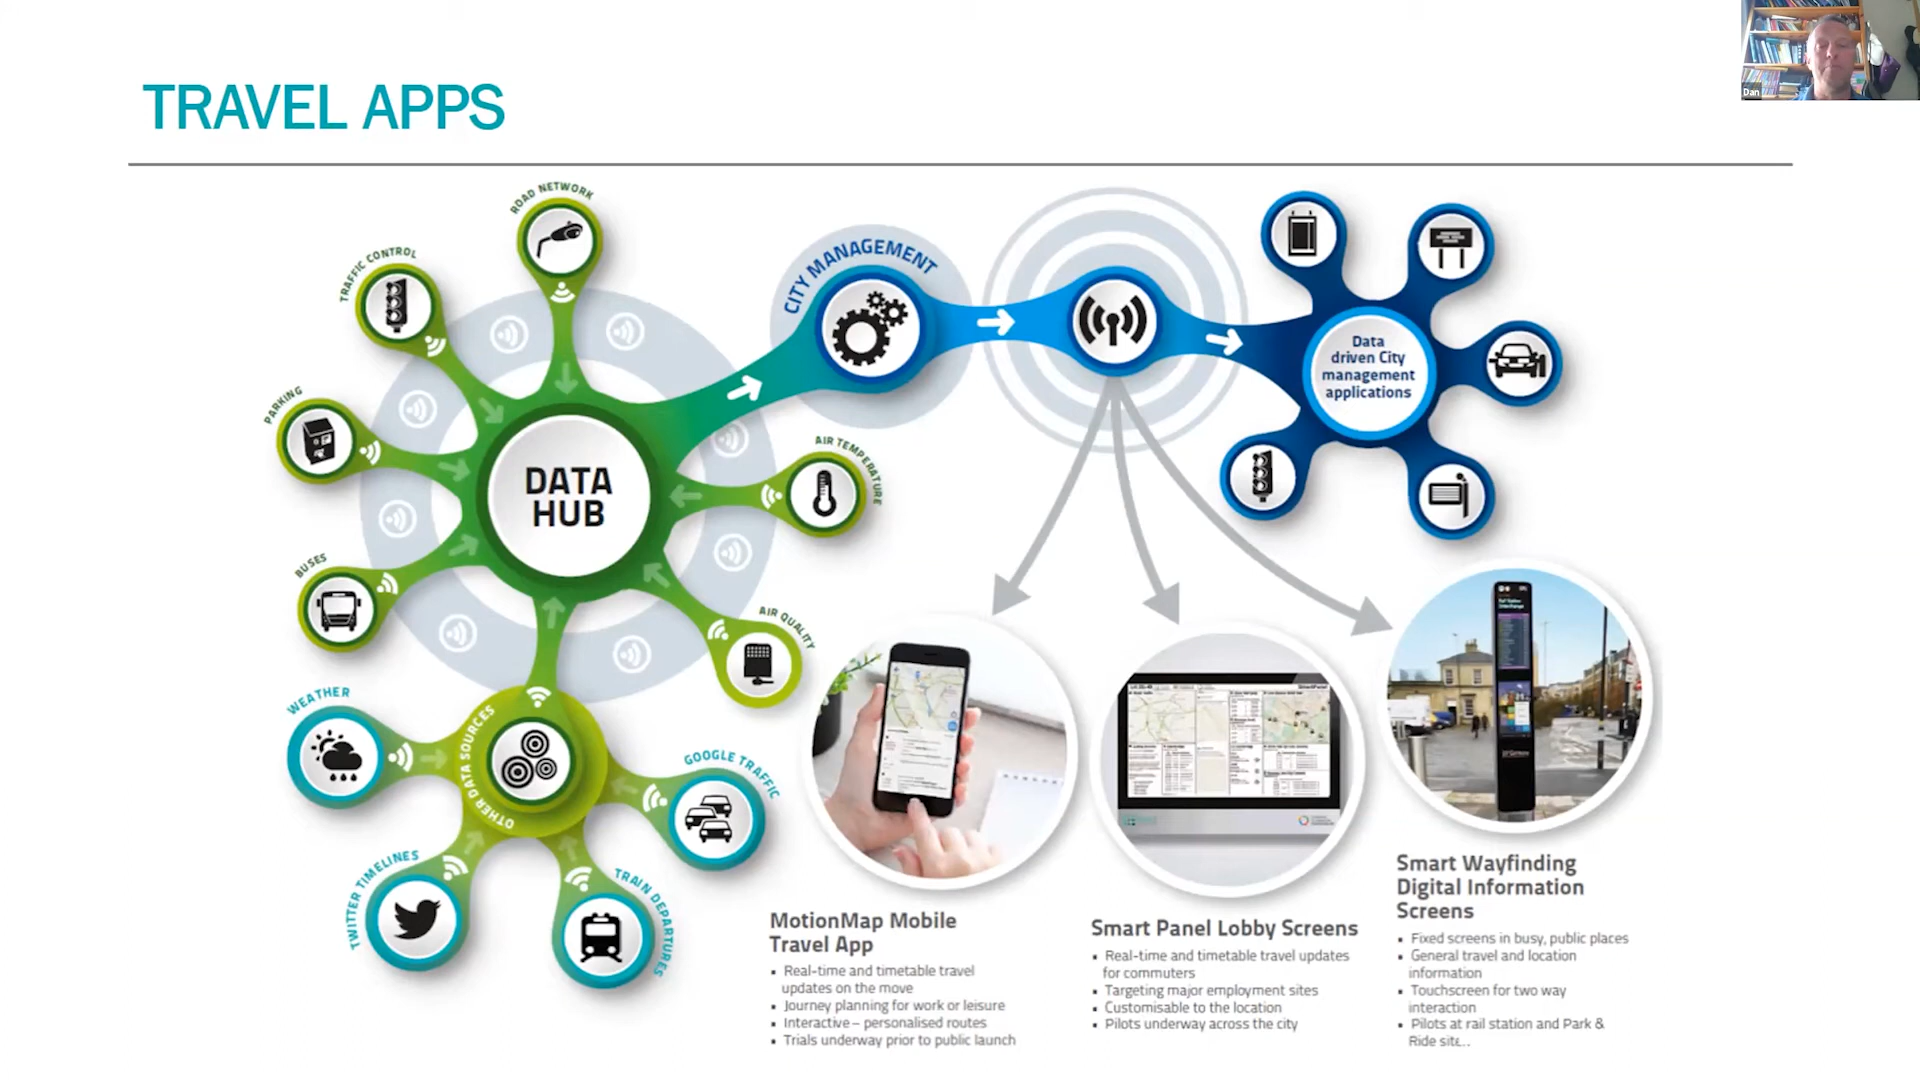 Dan
TRAVEL APPS
ROAD NETWORK
TRAFFIC CONTROL
PARKING
BUSES
AIR TEMPERATURE
AIR QUALITY
DATA
HUB
CITY MANAGEMENT
Data
driven City
management
applications
WEATHER
OTHER DATA SOURCES
GOOGLE TRAFFIC
TWITTER TIMELINES
TRAIN DEPARTURES
MotionMap Mobile
Travel App
▪ Real-time and timetable travel
updates on the move
▪ Journey planning for work or leisure
▪ Interactive – personalised routes
▪ Trials underway prior to public launch
Smart Panel Lobby Screens
▪ Real-time and timetable travel updates
for commuters
▪ Targeting major employment sites
▪ Customisable to the location
▪ Pilots underway across the city
Smart Wayfinding
Digital Information
Screens
▪ Fixed screens in busy, public places
▪ General travel and location
information
▪ Touchscreen for two way
interaction
▪ Pilots at rail station and Park &
Ride site..